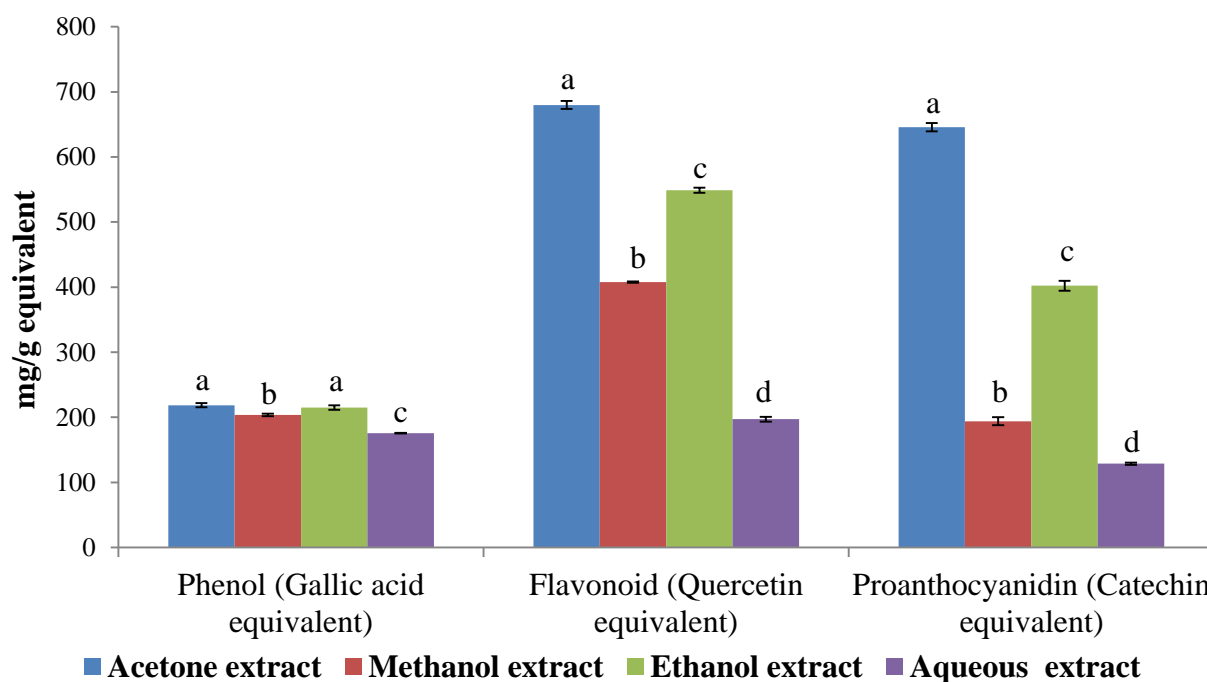 800
700
600
500
400
300
200
100
0
mg/g equivalent
a
b
a
c
a
b
c
d
a
b
c
d
Phenol (Gallic acid
equivalent)
Flavonoid (Quercetin
equivalent)
Proanthocyanidin (Catechin
equivalent)
Acetone extract
Methanol extract
Ethanol extract
Aqueous extract